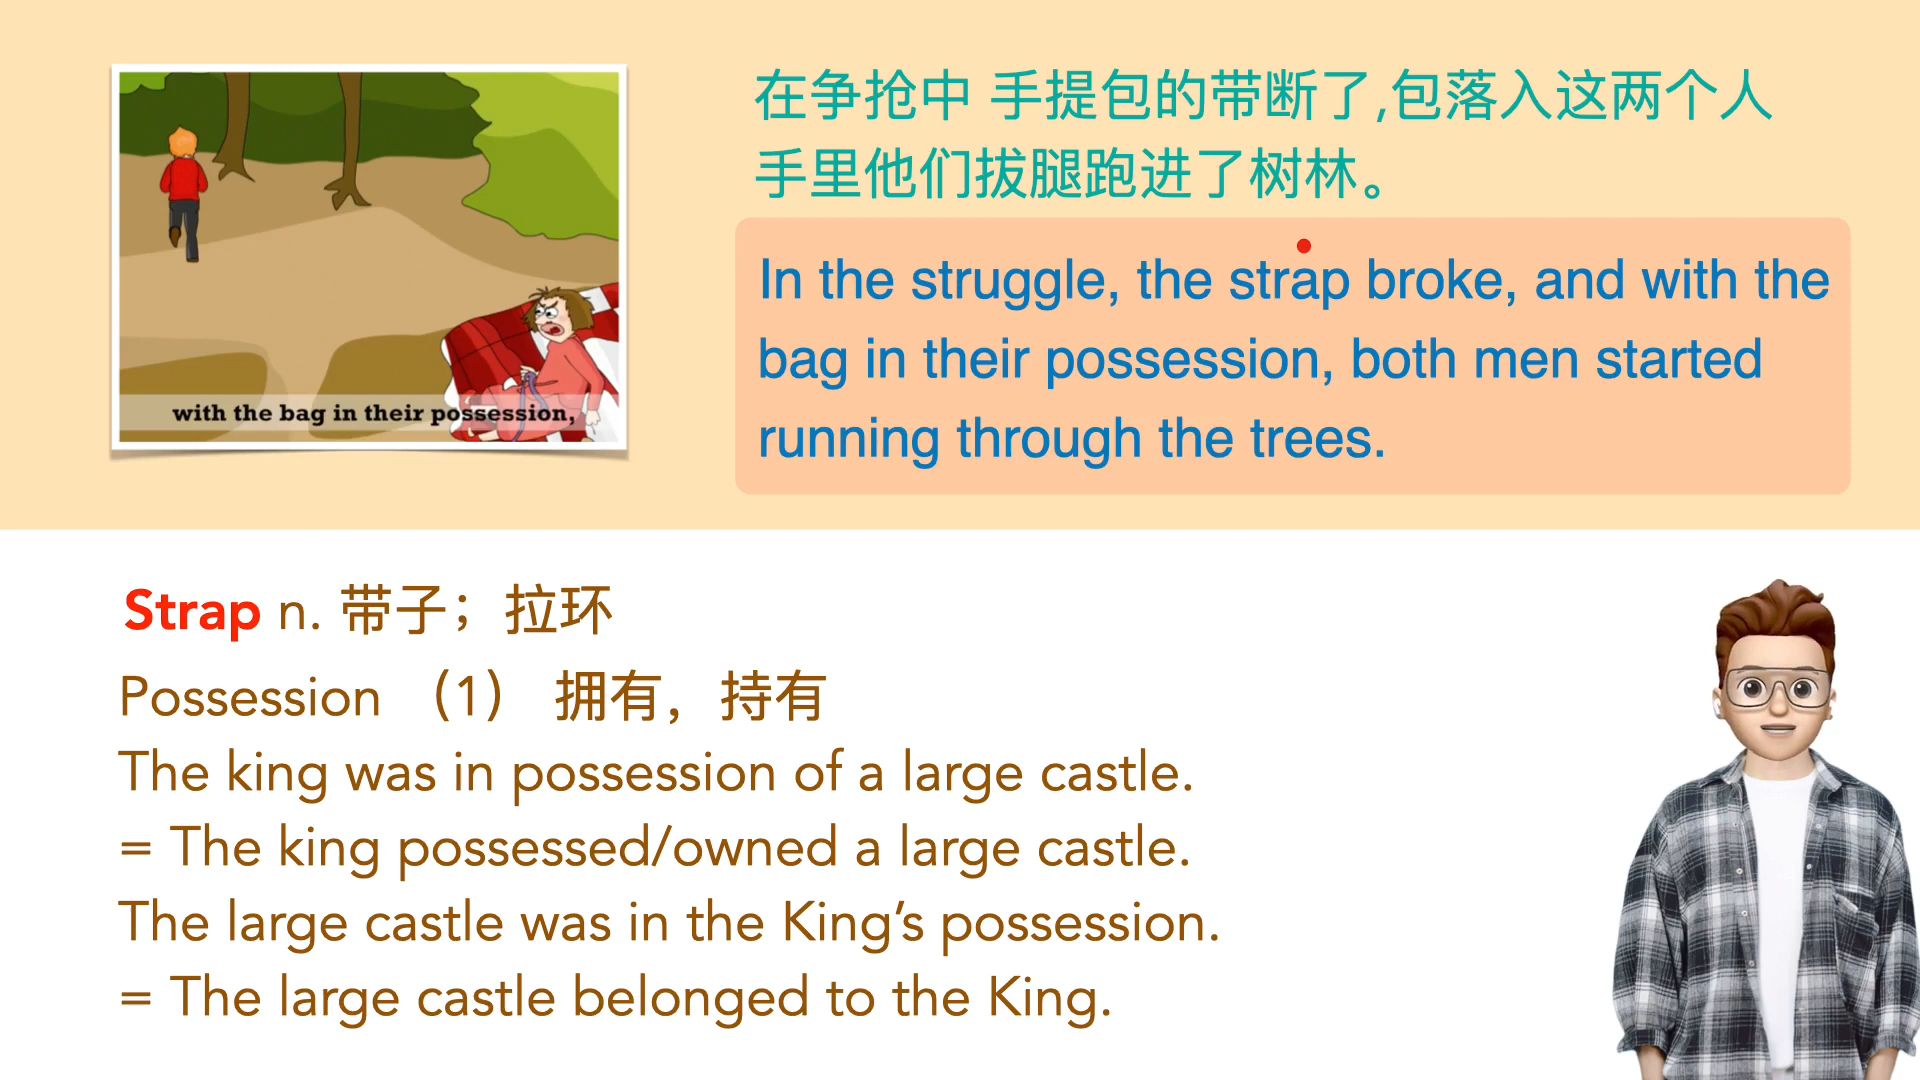 在争抢中 手提包的带断了,包落入这两个人
手里他们拔腿跑进了树林。
In the struggle, the strap broke, and with the
bag in their possession, both men started
running through the trees.
with the bag in their possession,
Strap n. 带子；拉环
Possession （1） 拥有，持有
The king was in possession of a large castle.
= The king possessed/owned a large castle.
The large castle was in the King’s possession.
= The large castle belonged to the King.